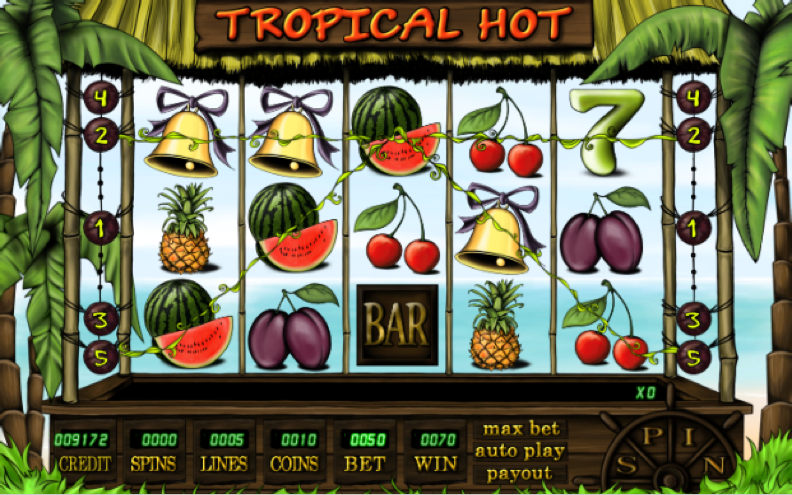 TROPICAL HOT
4 4
2 7 2
1 1
3 BAR 3
5 5
X0
009172 0000 0005 0010 0050 0070
CREDIT SPINS LINES COINS BET WIN
max bet
auto play
payout
SPIN